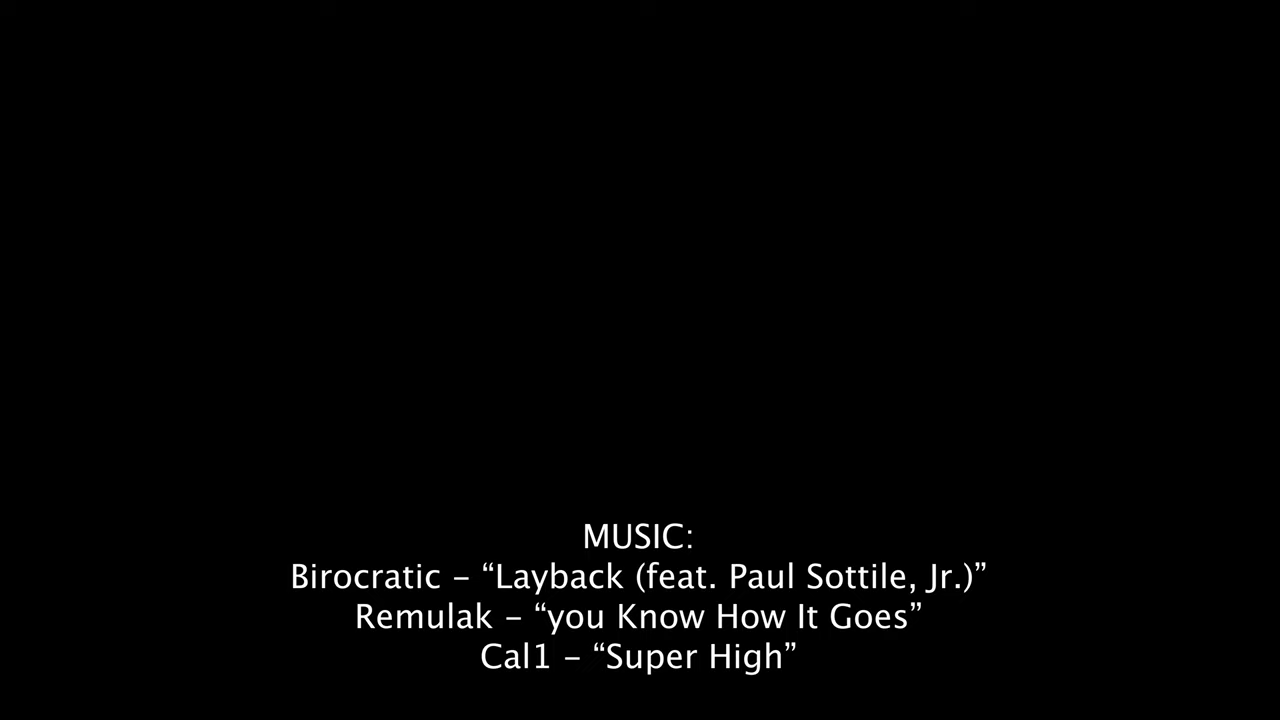 MUSIC:
Birocratic – “Layback (feat. Paul Sottile, Jr.)”
Remulak – “you Know How It Goes”
Cal1 – “Super High”